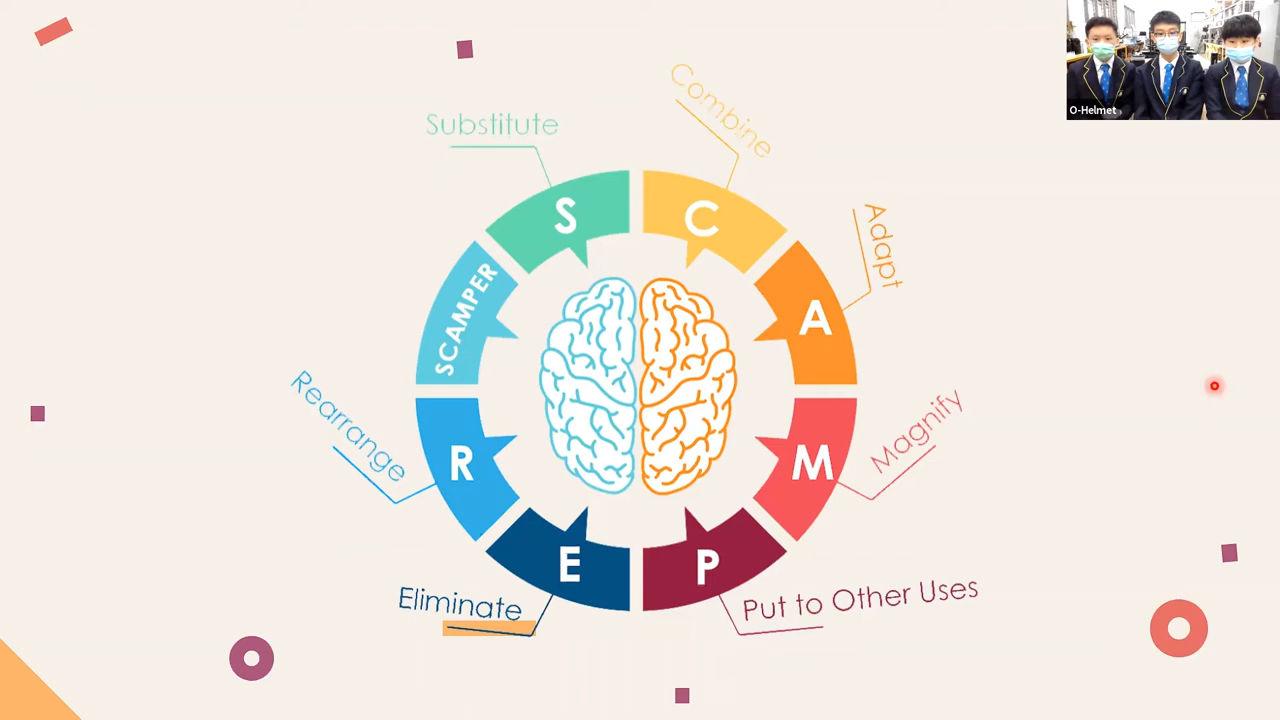 O-Helmet
Substitute
Combine
Adapt
Magnify
Put to Other Uses
Eliminate
Rearrange
SCAMPER
S
C
A
M
P
E
R